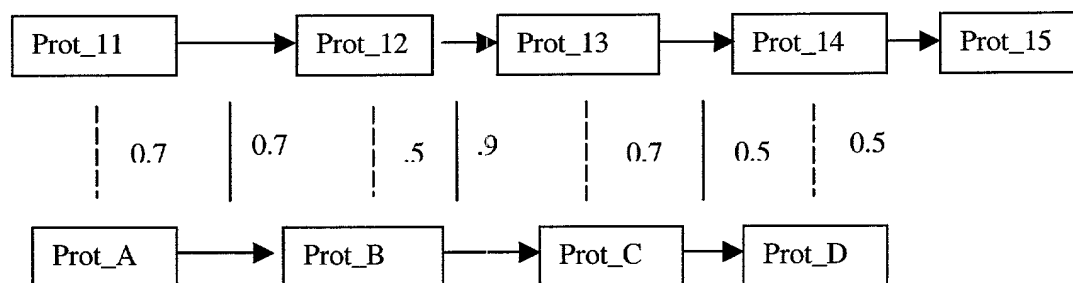 Prot_11 Prot_12 Prot_13 Prot_14 Prot_15
0.7 0.7 .5 .9 0.7 0.5 0.5
Prot_A Prot_B Prot_C Prot_D